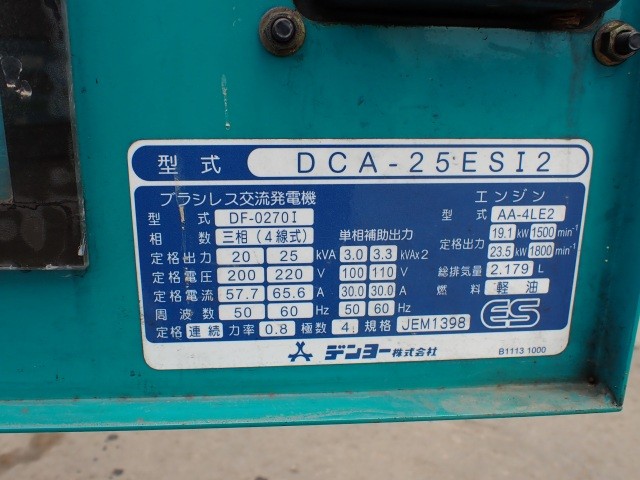 型式 DCA-25ESI2
ブラシレス交流発電機 エンジン
型式 DF-0270I 型式 AA-4LE2
相数 三相(4線式) 単相補助出力 定格出力 19.1 kW 1500 min⁻¹
定格出力 20 25 kVA 3.0 3.3 kVA×2 23.5 kW 1800 min⁻¹
定格電圧 200 220 V 100 110 V 総排気量 2.179 L
定格電流 57.7 65.6 A 30.0 30.0 A 燃料 軽油
周波数 50 60 Hz 50 60 Hz ES
定格 連続 力率 0.8 極数 4 規格 JEM1398
デンヨー株式会社 B1113 1000